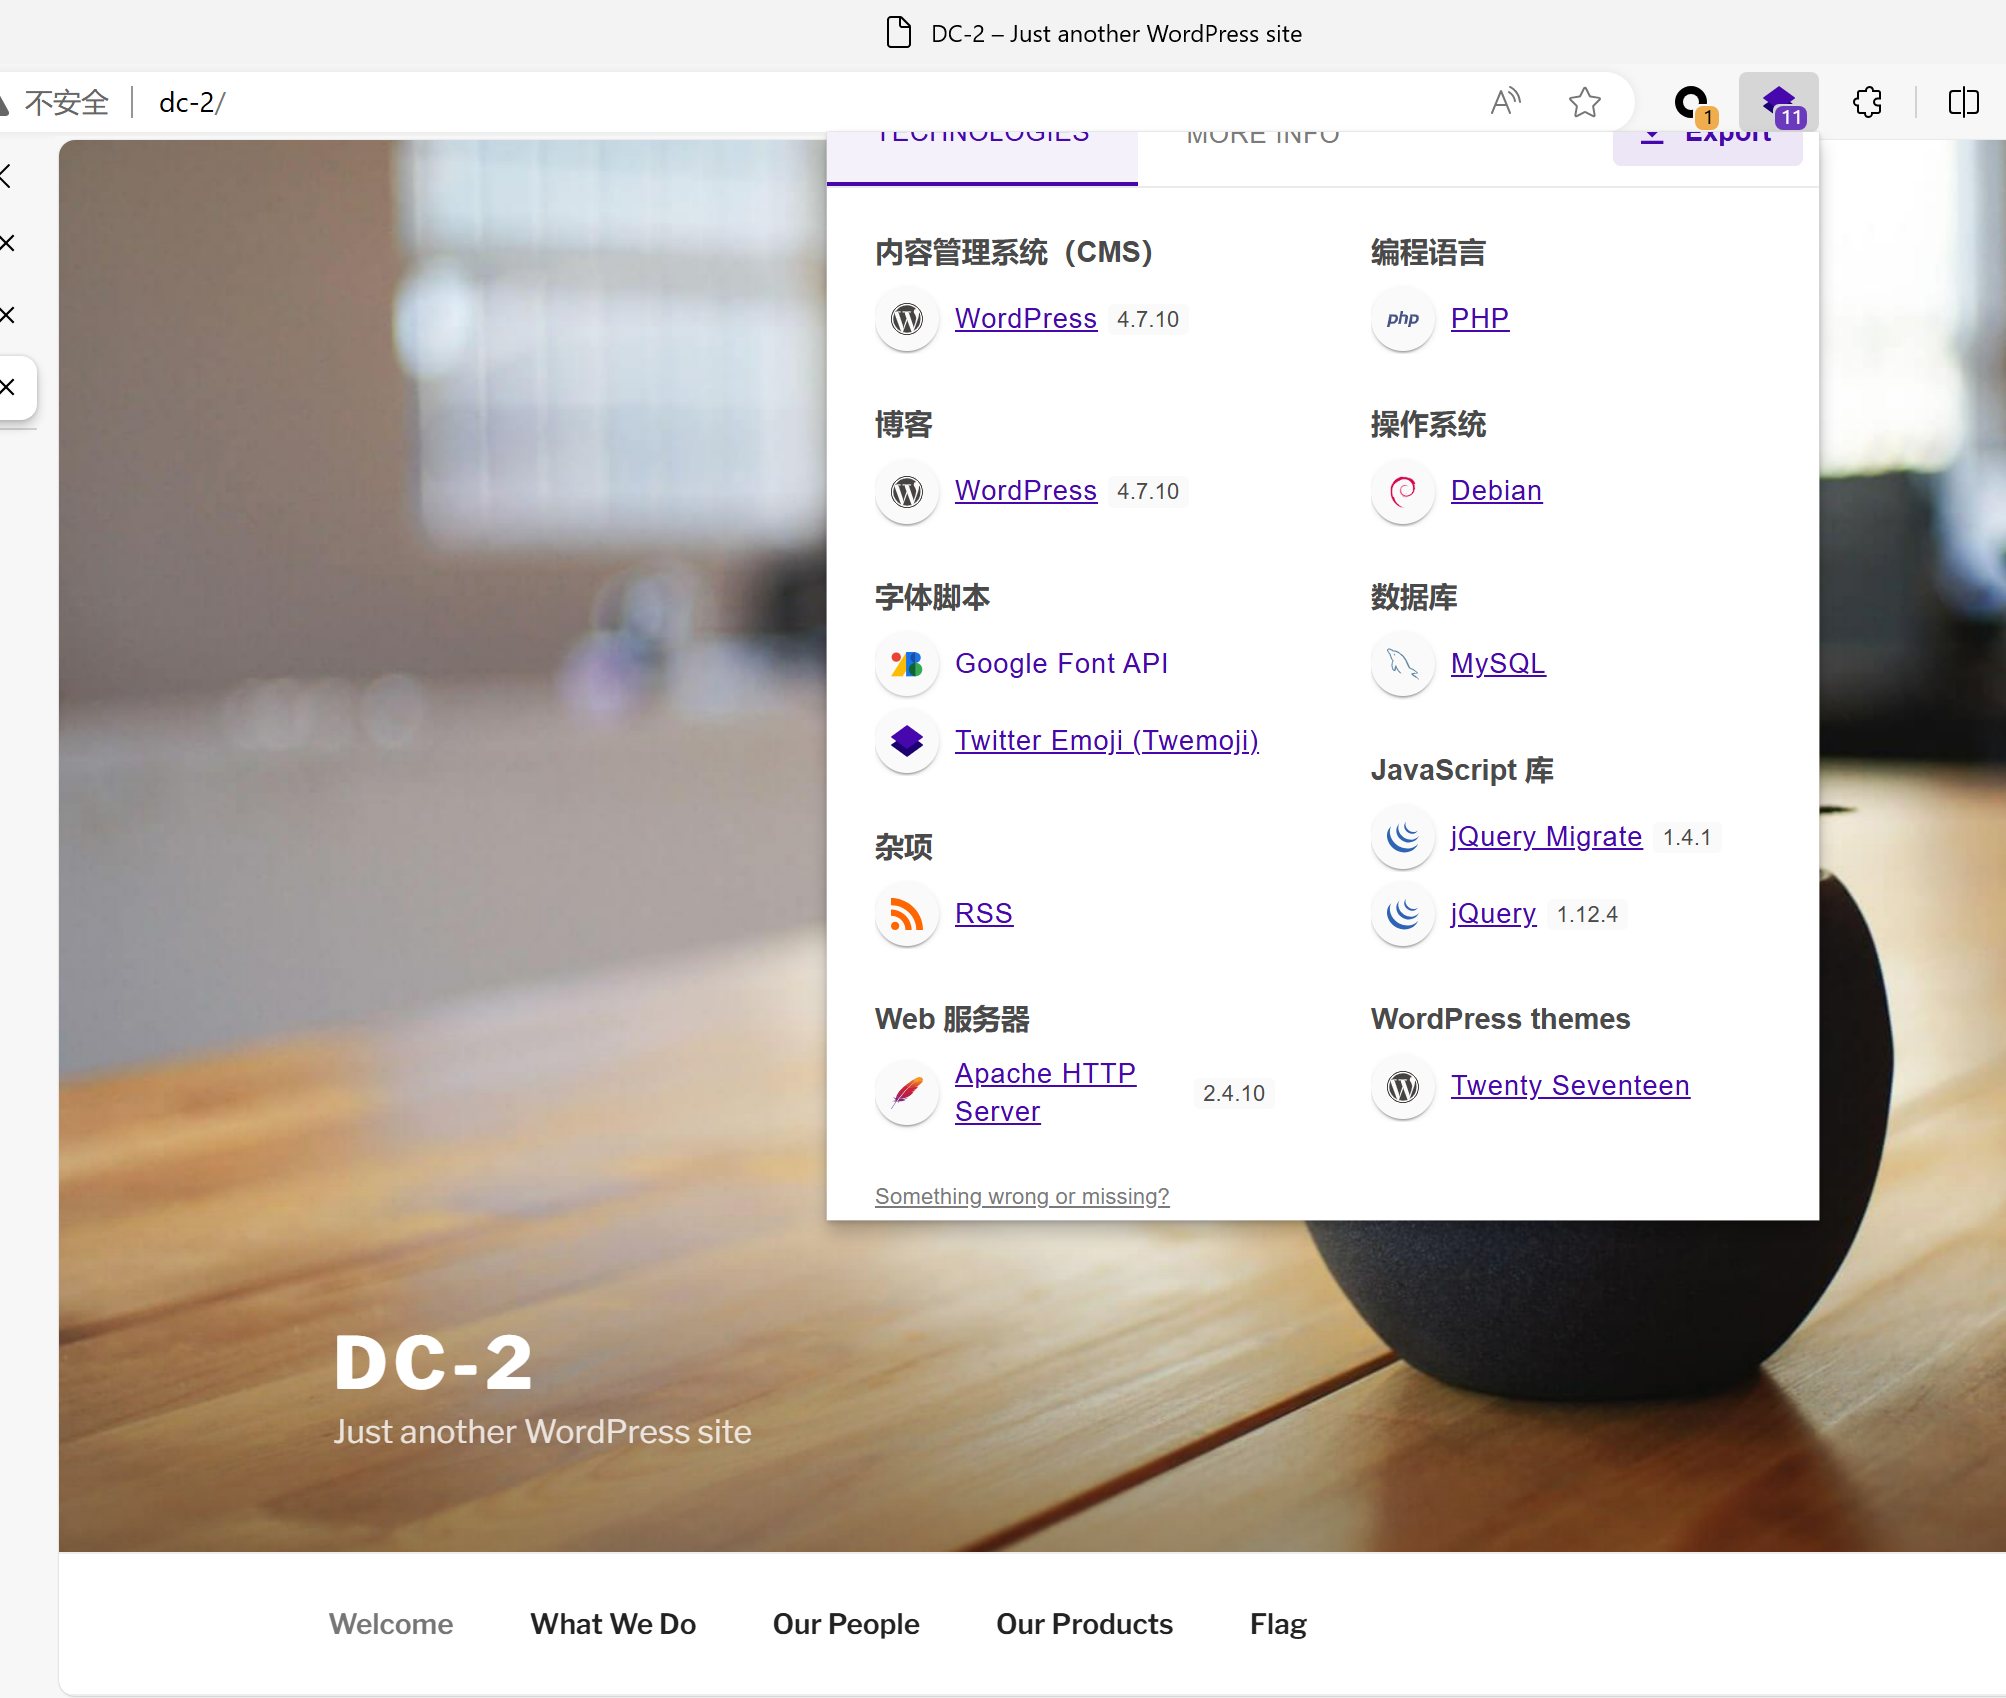 DC-2 – Just another WordPress site
不安全
dc-2/
1
11
TECHNOLOGIES
MORE INFO
Export
内容管理系统（CMS）
WordPress 4.7.10
博客
WordPress 4.7.10
字体脚本
Google Font API
Twitter Emoji (Twemoji)
杂项
RSS
Web 服务器
Apache HTTP
Server
2.4.10
Something wrong or missing?
编程语言
php PHP
操作系统
Debian
数据库
MySQL
JavaScript 库
jQuery Migrate 1.4.1
jQuery 1.12.4
WordPress themes
Twenty Seventeen
DC-2
Just another WordPress site
Welcome
What We Do
Our People
Our Products
Flag